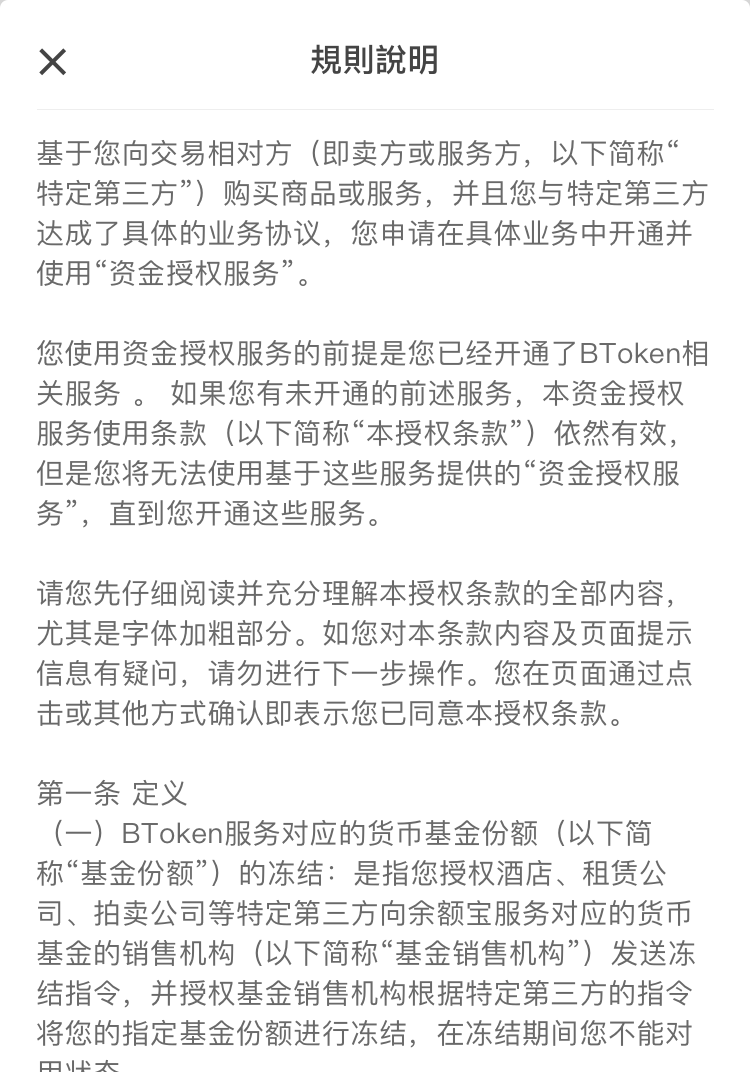 規則說明
基于您向交易相对方（即卖方或服务方，以下简称“
特定第三方”）购买商品或服务，并且您与特定第三方
达成了具体的业务协议，您申请在具体业务中开通并
使用“资金授权服务”。
您使用资金授权服务的前提是您已经开通了BToken相
关服务 。 如果您有未开通的前述服务，本资金授权
服务使用条款（以下简称“本授权条款”）依然有效，
但是您将无法使用基于这些服务提供的“资金授权服
务”，直到您开通这些服务。
请您先仔细阅读并充分理解本授权条款的全部内容，
尤其是字体加粗部分。如您对本条款内容及页面提示
信息有疑问，请勿进行下一步操作。您在页面通过点
击或其他方式确认即表示您已同意本授权条款。
第一条 定义
（一）BToken服务对应的货币基金份额（以下简
称“基金份额”）的冻结：是指您授权酒店、租赁公
司、拍卖公司等特定第三方向余额宝服务对应的货币
基金的销售机构（以下简称“基金销售机构”）发送冻
结指令，并授权基金销售机构根据特定第三方的指令
将您的指定基金份额进行冻结，在冻结期间您不能对